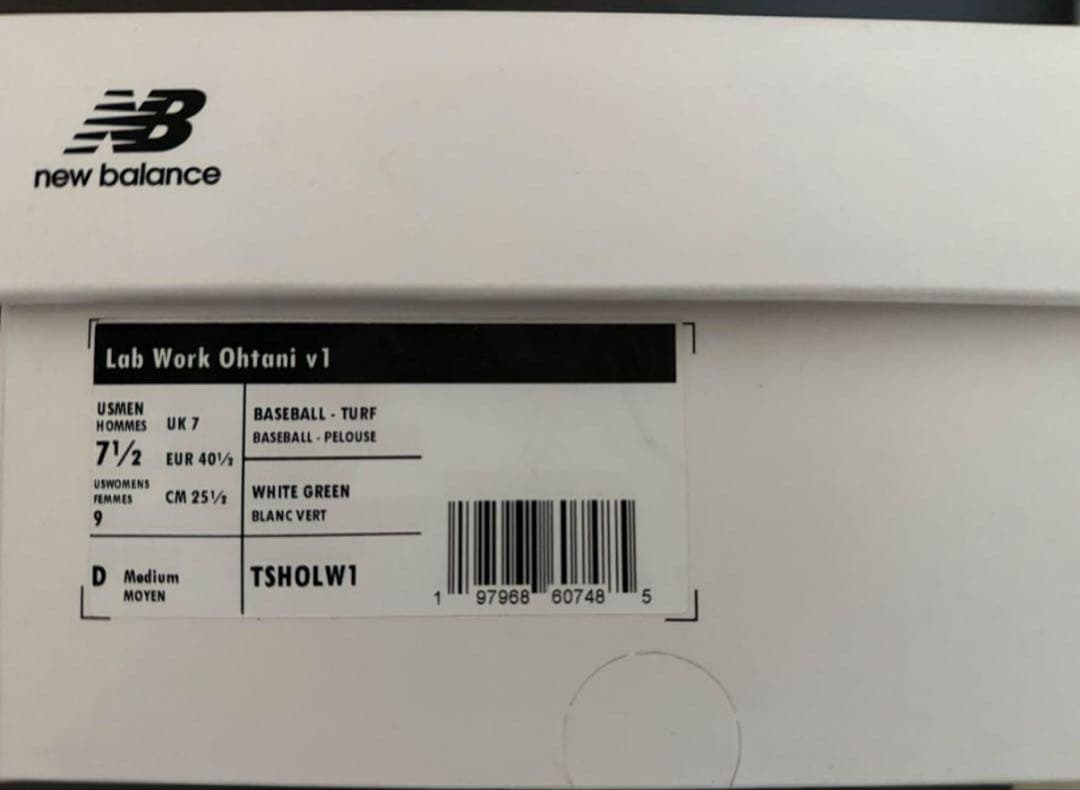 NB
new balance
Lab Work Ohtani v1
USMEN
HOMMES
7½
UK 7
EUR 40½
USWOMENS
FEMMES
9
CM 25½
BASEBALL - TURF
BASEBALL - PELOUSE
WHITE GREEN
BLANC VERT
D Medium
MOYEN
TSHOLW1
1 97968 60748 5